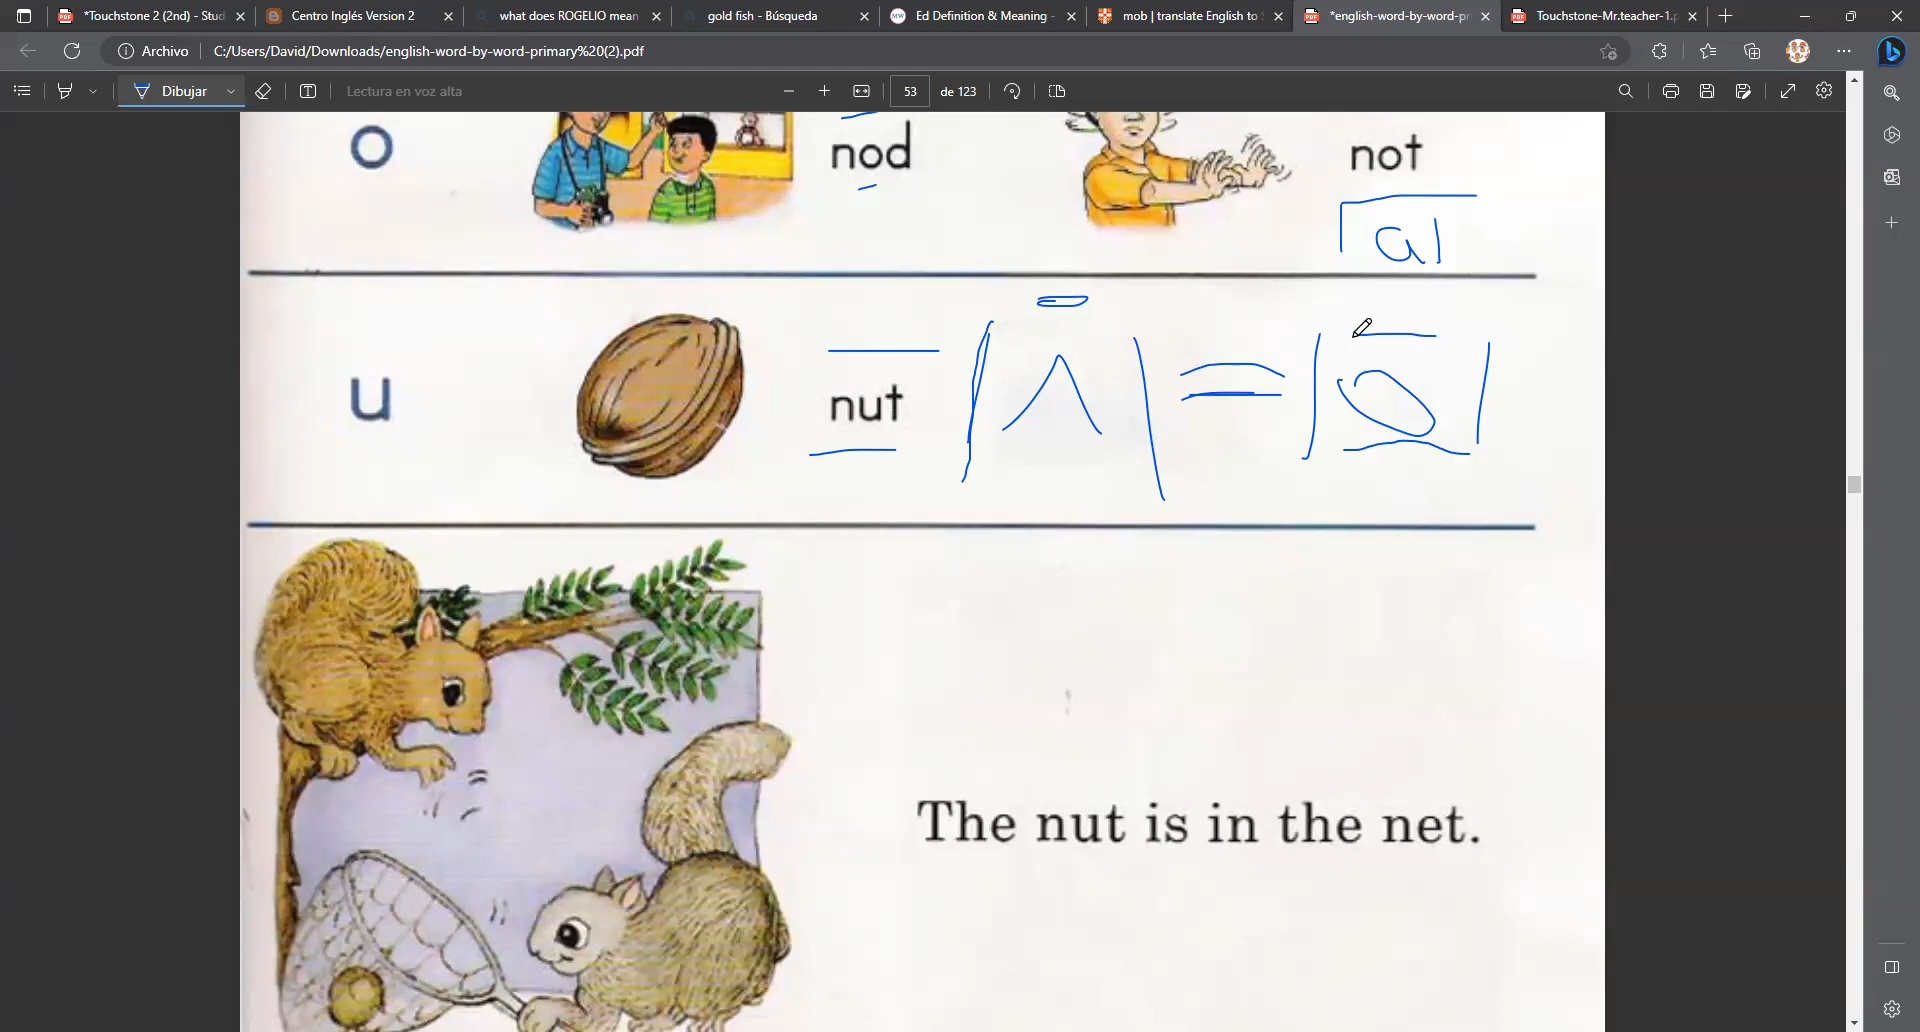 *Touchstone 2 (2nd) - Stud
Centro Inglés Version 2
what does ROGELIO mean
gold fish - Búsqueda
Ed Definition & Meaning -
mob | translate English to S
*english-word-by-word-pr
Touchstone-Mr.teacher-1.p
Archivo
C:/Users/David/Downloads/english-word-by-word-primary%20(2).pdf
Dibujar
Lectura en voz alta
53 de 123
o nod not
a
u nut /ʌ/ = /
The nut is in the net.